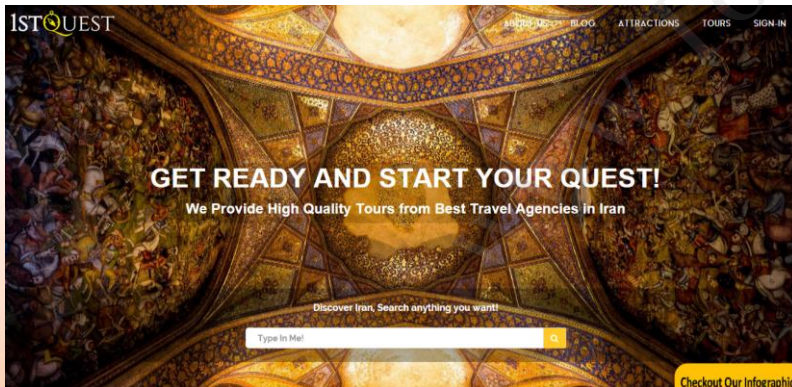 1STQUEST
ABOUT US BLOG ATTRACTIONS TOURS SIGN-IN
GET READY AND START YOUR QUEST!
We Provide High Quality Tours from Best Travel Agencies in Iran
Discover Iran, Search anything you want!
Type In Me!
Checkout Our Infographic